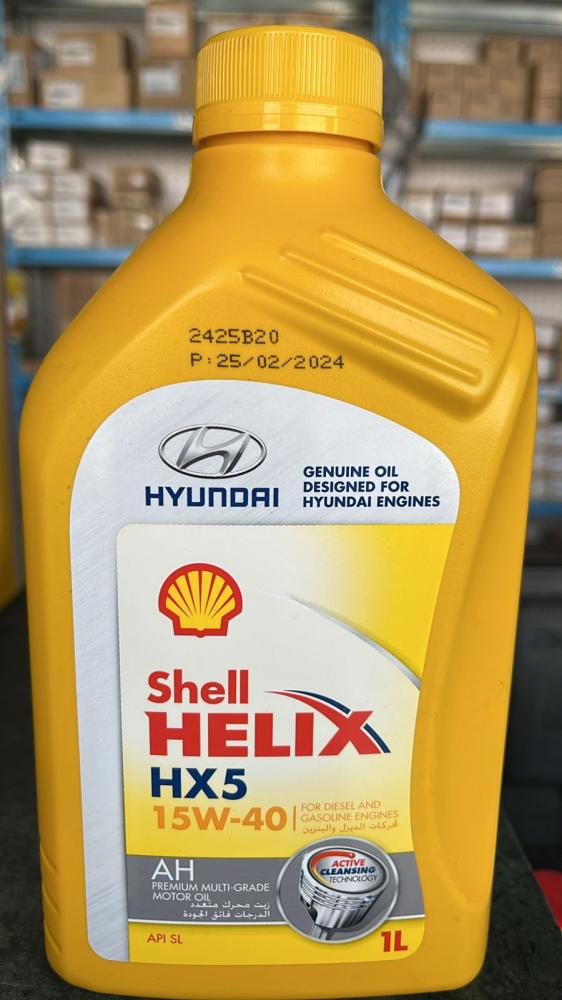 2425B20
P:25/02/2024
HYUNDAI
GENUINE OIL
DESIGNED FOR
HYUNDAI ENGINES
Shell
HELIX
HX5
15W-40
FOR DIESEL AND
GASOLINE ENGINES
لمحركات الديزل والبنزين
AH
PREMIUM MULTI-GRADE
MOTOR OIL
زيت محرك متعدده
الدرجات فائق الجودة
ACTIVE
CLEANSING
TECHNOLOGY
API SL
1L